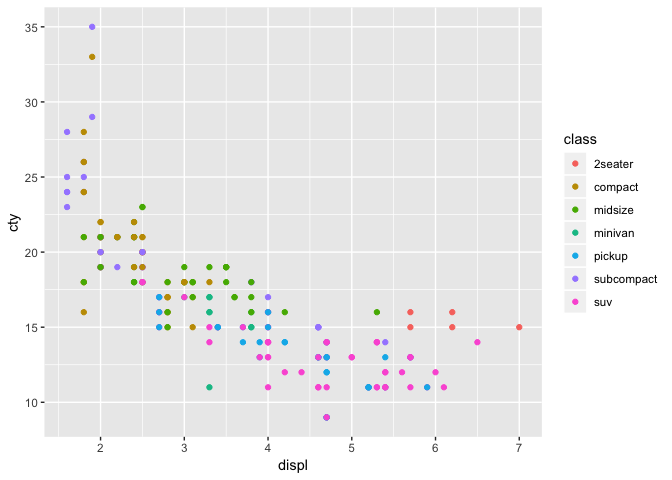 35
30
25
20
15
10
cty
2 3 4 5 6 7
displ
class
2seater
compact
midsize
minivan
pickup
subcompact
suv